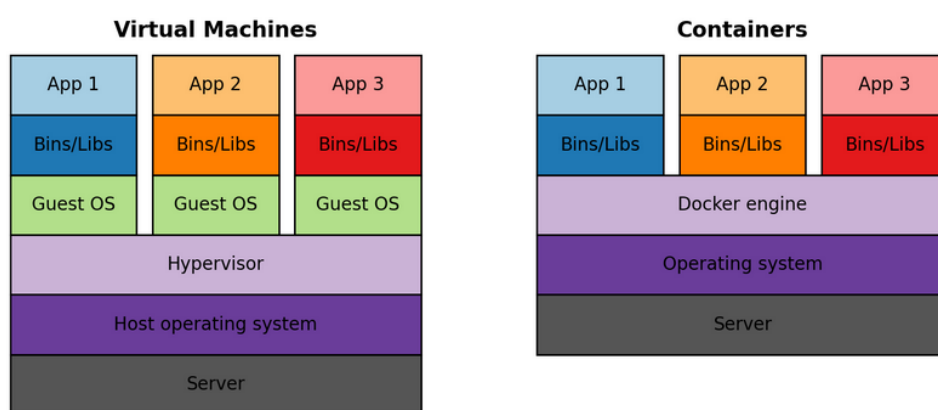 Virtual Machines
App 1
App 2
App 3
Bins/Libs
Bins/Libs
Bins/Libs
Guest OS
Guest OS
Guest OS
Hypervisor
Host operating system
Server
Containers
App 1
App 2
App 3
Bins/Libs
Bins/Libs
Bins/Libs
Docker engine
Operating system
Server